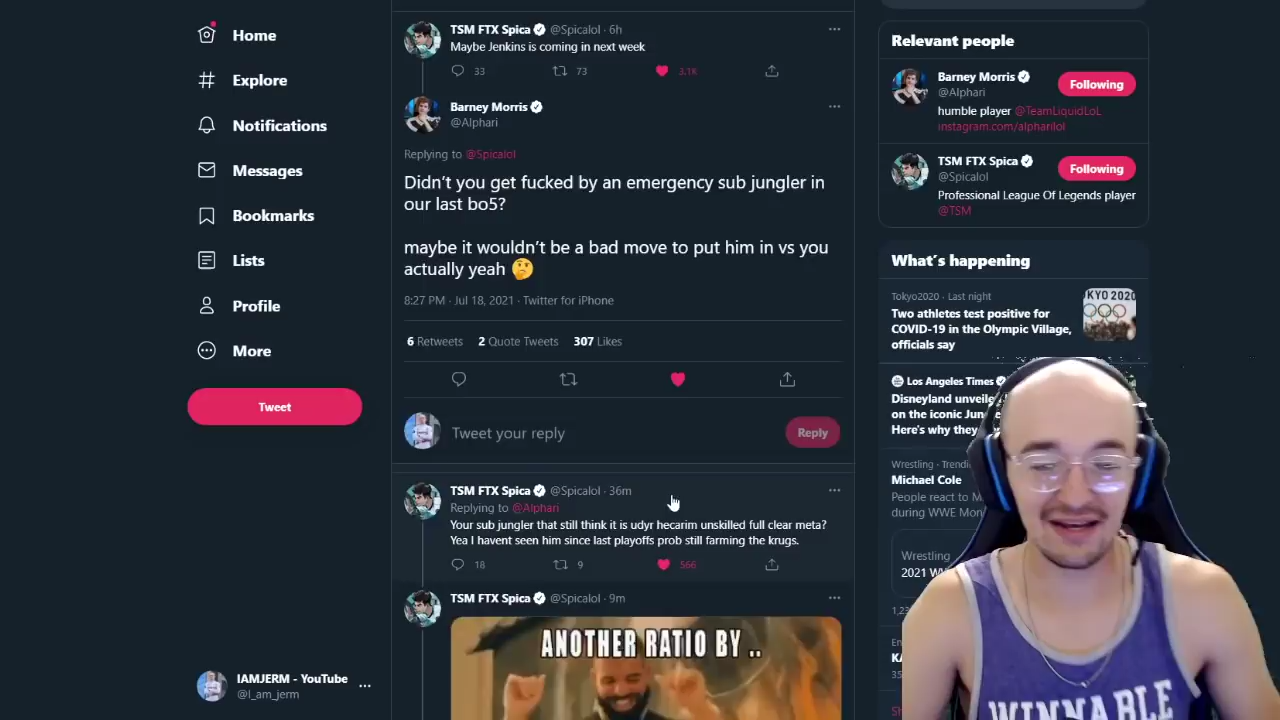 Home
Explore
Notifications
Messages
Bookmarks
Lists
Profile
More
Tweet
IAMJERM - YouTube
@I_am_jerm
TSM FTX Spica @Spicalol · 6h
Maybe Jenkins is coming in next week
33 73 3.1K
Barney Morris
@Alphari
Replying to @Spicalol
Didn't you get fucked by an emergency sub jungler in
our last bo5?
maybe it wouldn't be a bad move to put him in vs you
actually yeah 🤔
8:27 PM · Jul 18, 2021 · Twitter for iPhone
6 Retweets 2 Quote Tweets 307 Likes
Tweet your reply
Reply
TSM FTX Spica @Spicalol · 36m
Replying to @Alphari
Your sub jungler that still think it is udyr hecarim unskilled full clear meta?
Yea I havent seen him since last playoffs prob still farming the krugs.
18 9 566
TSM FTX Spica @Spicalol · 9m
ANOTHER RATIO BY ..
Relevant people
Barney Morris
@Alphari
Following
humble player @TeamLiquidLoL
instagram.com/alpharilol
TSM FTX Spica
@Spicalol
Following
Professional League Of Legends player
@TSM
What's happening
Tokyo2020 · Last night
Two athletes test positive for
COVID-19 in the Olympic Village,
officials say
Los Angeles Times
Disneyland
on the iconic
Here's why they
Wrestling ·
Michael Cole
People react to
during WWE
Wrestling
2021
WINNABLE